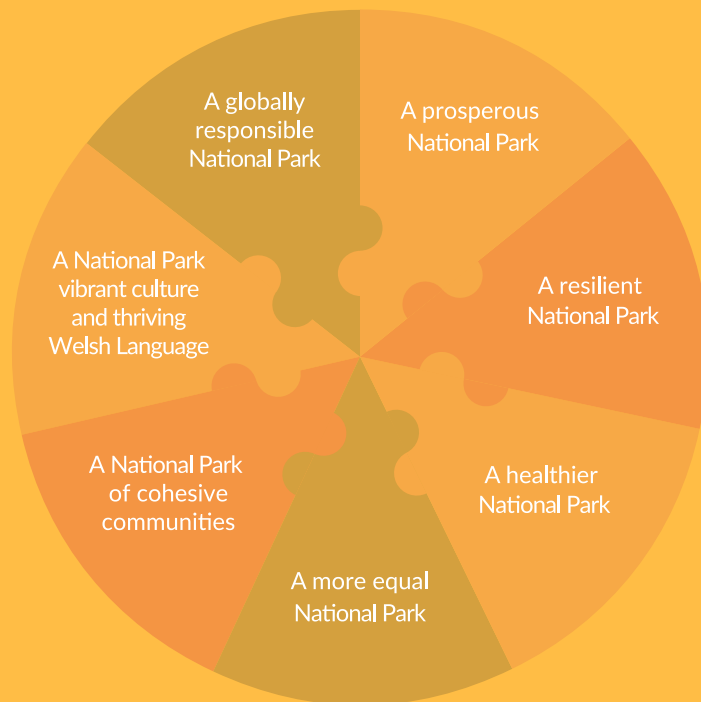 A globally
responsible
National Park
A prosperous
National Park
A resilient
National Park
A healthier
National Park
A more equal
National Park
A National Park
of cohesive
communities
A National Park
vibrant culture
and thriving
Welsh Language